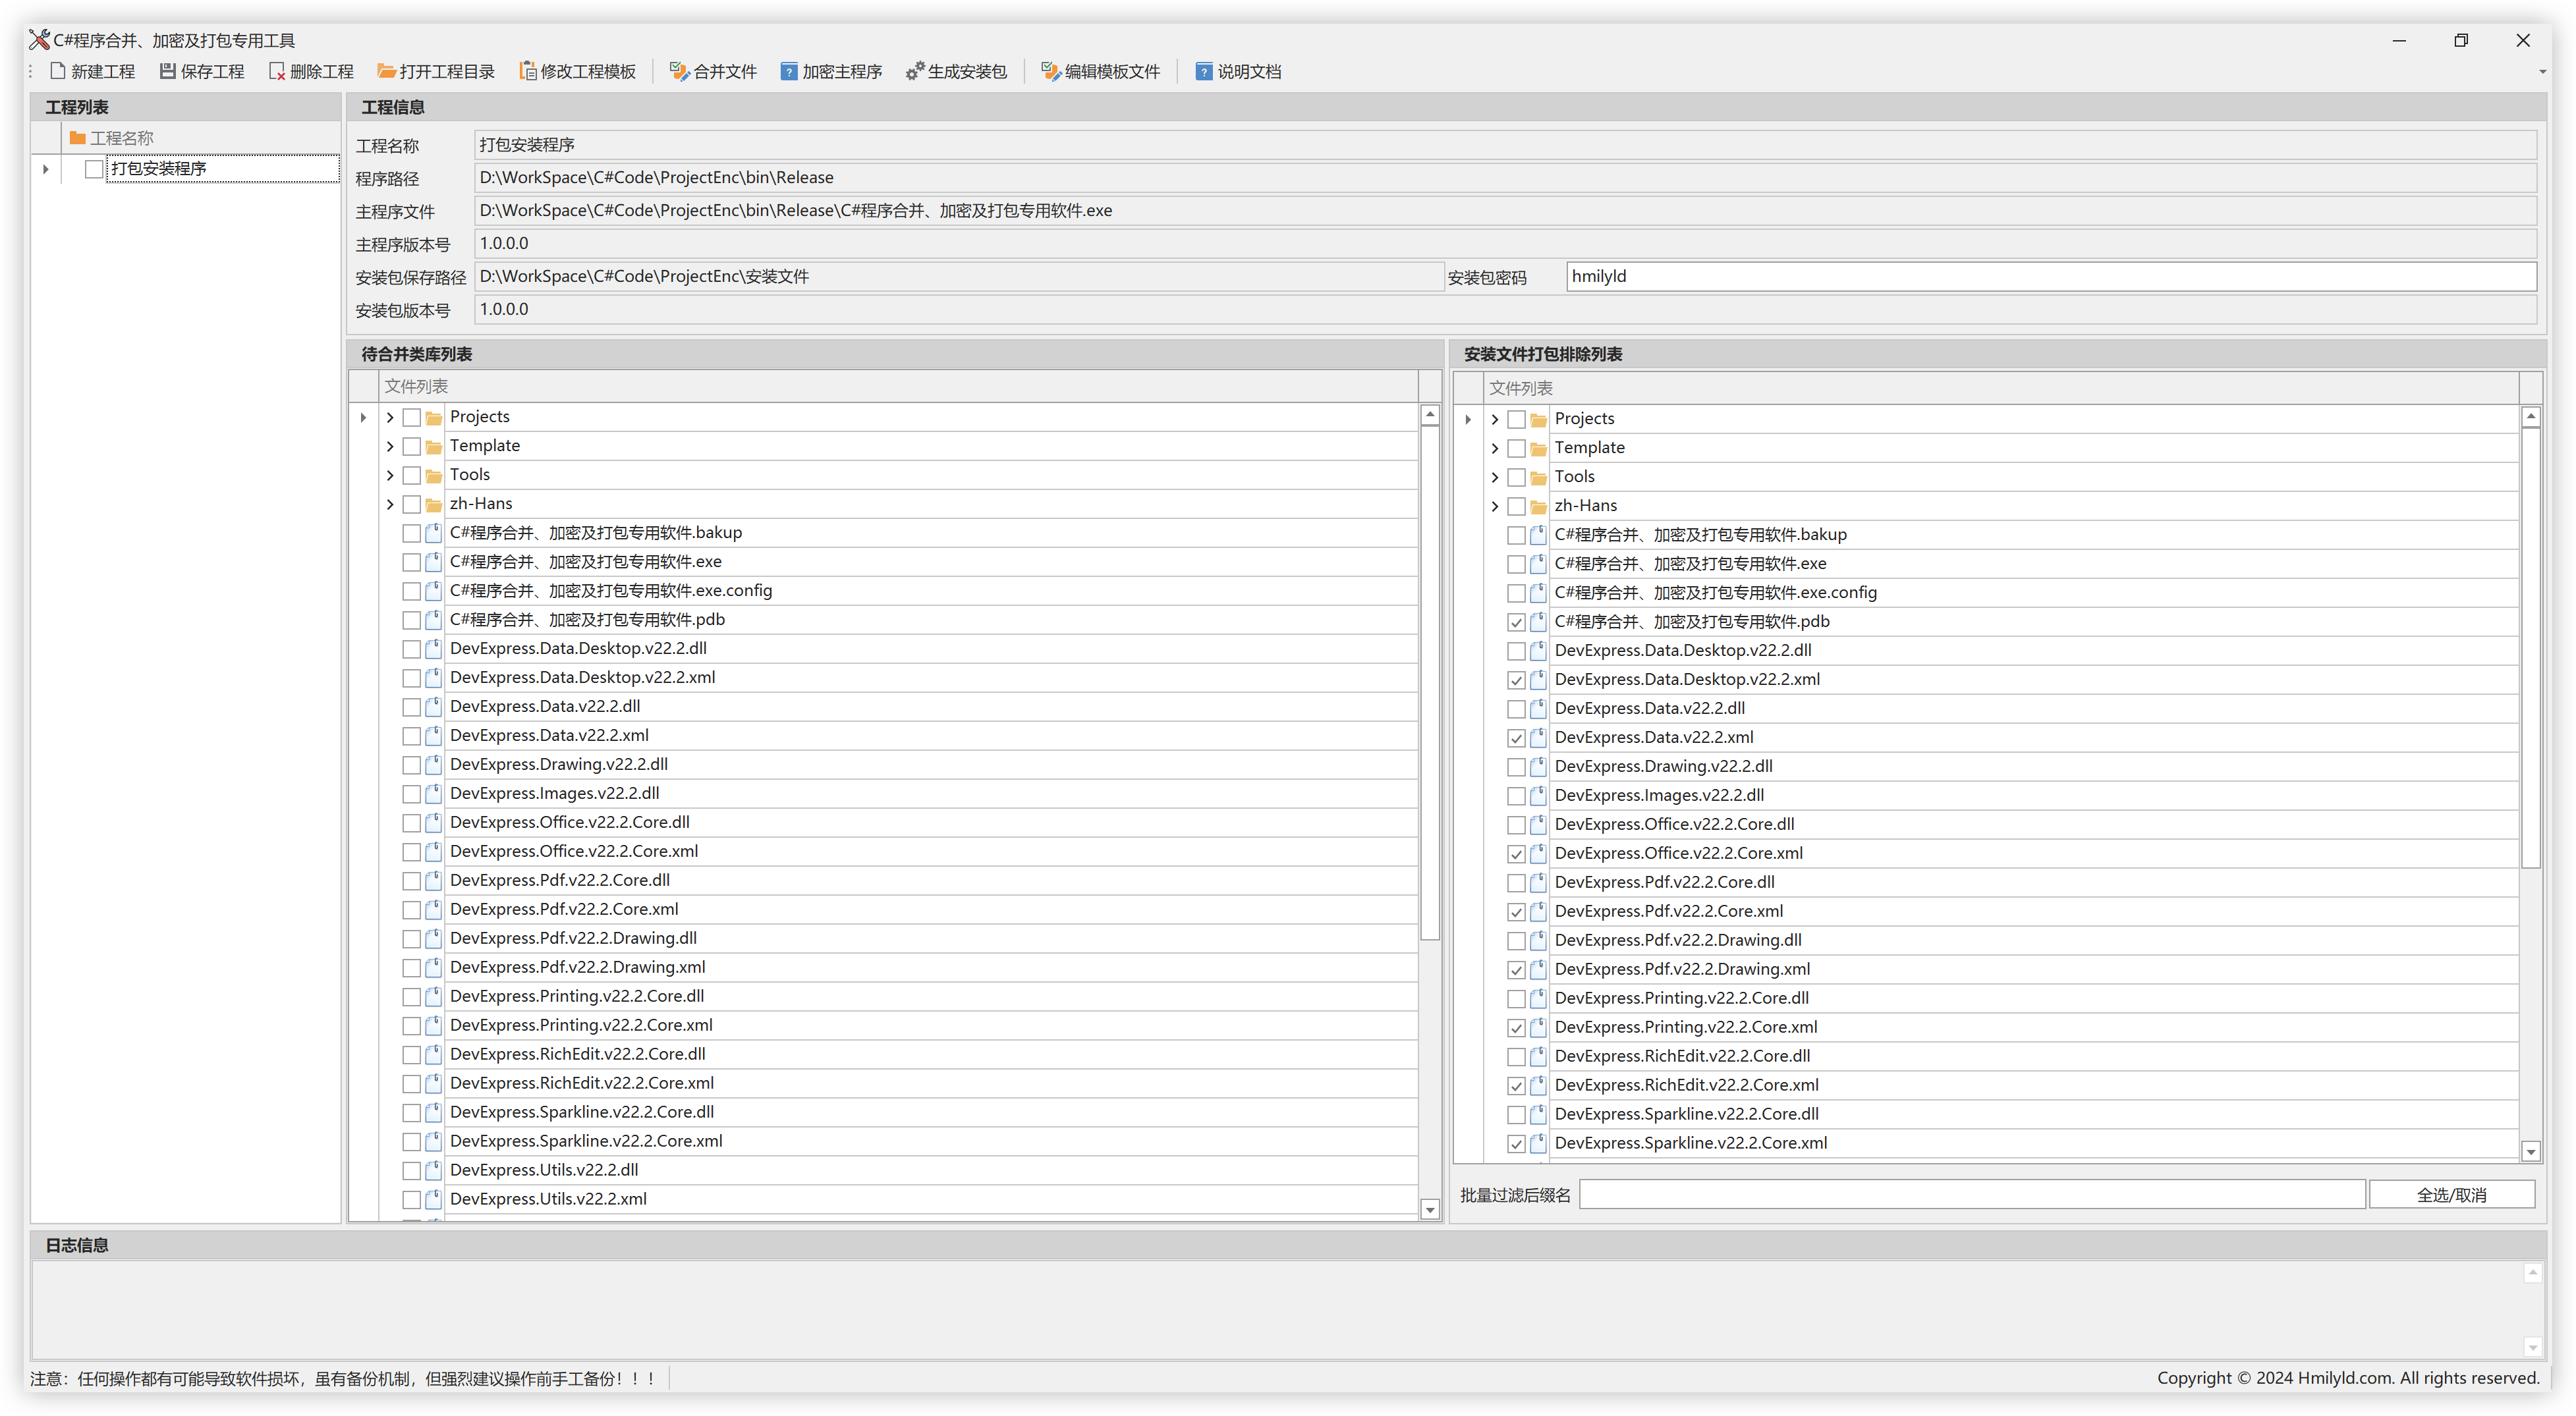 C#程序合并、加密及打包专用工具
新建工程 保存工程 删除工程 打开工程目录 修改工程模板 合并文件 加密主程序 生成安装包 编辑模板文件 说明文档
工程列表
工程名称
打包安装程序
工程信息
工程名称 打包安装程序
程序路径 D:\WorkSpace\C#Code\ProjectEnc\bin\Release
主程序文件 D:\WorkSpace\C#Code\ProjectEnc\bin\Release\C#程序合并、加密及打包专用软件.exe
主程序版本号 1.0.0.0
安装包保存路径 D:\WorkSpace\C#Code\ProjectEnc\安装文件 安装包密码 hmilyld
安装包版本号 1.0.0.0
待合并类库列表
文件列表
Projects
Template
Tools
zh-Hans
C#程序合并、加密及打包专用软件.bakup
C#程序合并、加密及打包专用软件.exe
C#程序合并、加密及打包专用软件.exe.config
C#程序合并、加密及打包专用软件.pdb
DevExpress.Data.Desktop.v22.2.dll
DevExpress.Data.Desktop.v22.2.xml
DevExpress.Data.v22.2.dll
DevExpress.Data.v22.2.xml
DevExpress.Drawing.v22.2.dll
DevExpress.Images.v22.2.dll
DevExpress.Office.v22.2.Core.dll
DevExpress.Office.v22.2.Core.xml
DevExpress.Pdf.v22.2.Core.dll
DevExpress.Pdf.v22.2.Core.xml
DevExpress.Pdf.v22.2.Drawing.dll
DevExpress.Pdf.v22.2.Drawing.xml
DevExpress.Printing.v22.2.Core.dll
DevExpress.Printing.v22.2.Core.xml
DevExpress.RichEdit.v22.2.Core.dll
DevExpress.RichEdit.v22.2.Core.xml
DevExpress.Sparkline.v22.2.Core.dll
DevExpress.Sparkline.v22.2.Core.xml
DevExpress.Utils.v22.2.dll
DevExpress.Utils.v22.2.xml
安装文件打包排除列表
文件列表
Projects
Template
Tools
zh-Hans
C#程序合并、加密及打包专用软件.bakup
C#程序合并、加密及打包专用软件.exe
C#程序合并、加密及打包专用软件.exe.config
C#程序合并、加密及打包专用软件.pdb
DevExpress.Data.Desktop.v22.2.dll
DevExpress.Data.Desktop.v22.2.xml
DevExpress.Data.v22.2.dll
DevExpress.Data.v22.2.xml
DevExpress.Drawing.v22.2.dll
DevExpress.Images.v22.2.dll
DevExpress.Office.v22.2.Core.dll
DevExpress.Office.v22.2.Core.xml
DevExpress.Pdf.v22.2.Core.dll
DevExpress.Pdf.v22.2.Core.xml
DevExpress.Pdf.v22.2.Drawing.dll
DevExpress.Pdf.v22.2.Drawing.xml
DevExpress.Printing.v22.2.Core.dll
DevExpress.Printing.v22.2.Core.xml
DevExpress.RichEdit.v22.2.Core.dll
DevExpress.RichEdit.v22.2.Core.xml
DevExpress.Sparkline.v22.2.Core.dll
DevExpress.Sparkline.v22.2.Core.xml
批量过滤后缀名 全选/取消
日志信息
注意：任何操作都有可能导致软件损坏，虽有备份机制，但强烈建议操作前手工备份！！！
Copyright © 2024 Hmilyld.com. All rights reserved.